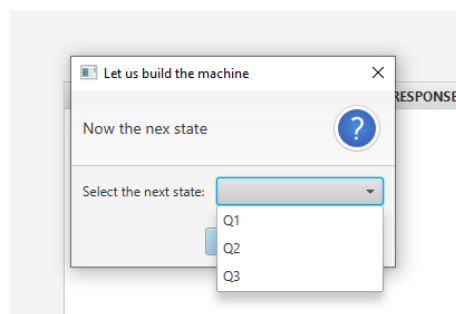 Let us build the machine
RESPONSE
Now the nex state
?
Select the next state:
Q1
Q2
Q3